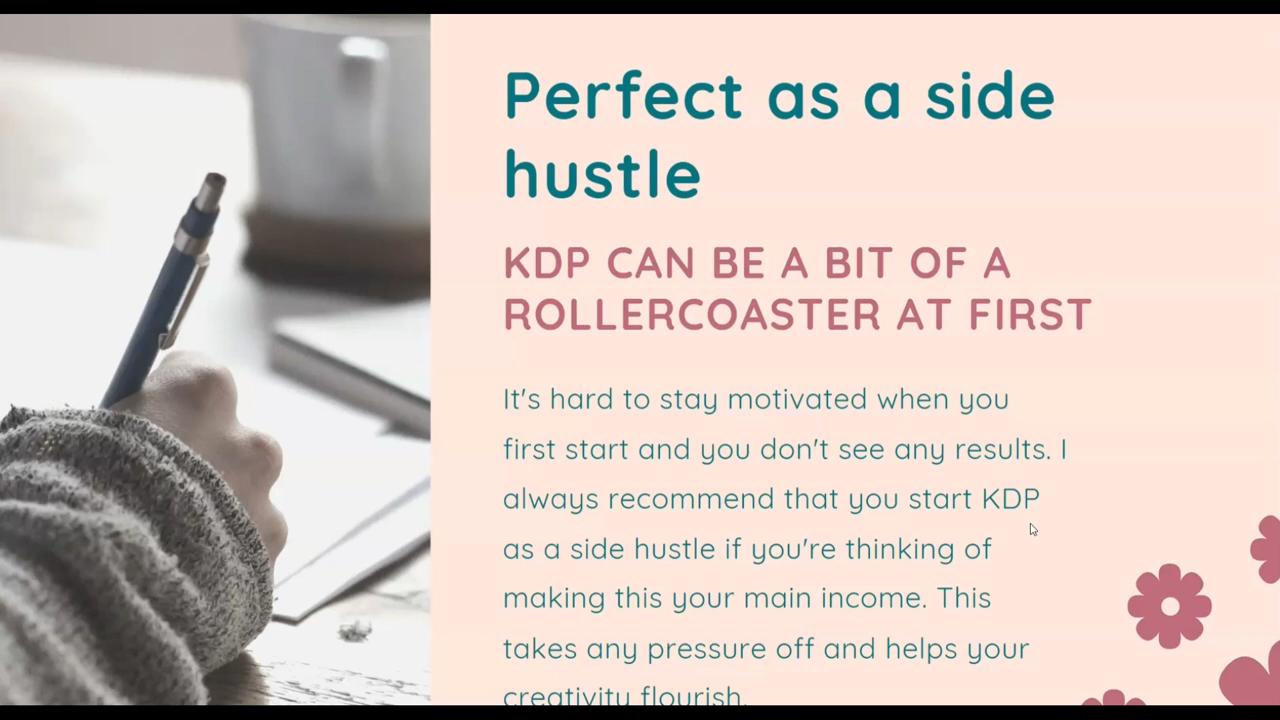 Perfect as a side
hustle
KDP CAN BE A BIT OF A
ROLLERCOASTER AT FIRST
It's hard to stay motivated when you
first start and you don't see any results. I
always recommend that you start KDP
as a side hustle if you're thinking of
making this your main income. This
takes any pressure off and helps your
creativity flourish.